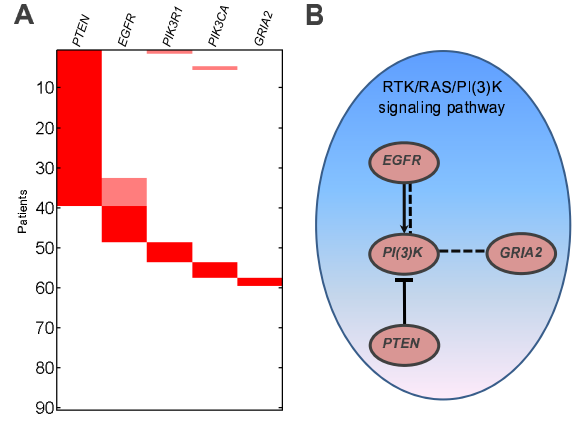 A
PTEN
EGFR
PIK3R1
PIK3CA
GRIA2
Patients
10
20
30
40
50
60
70
80
90
B
RTK/RAS/PI(3)K
signaling pathway
EGFR
PI(3)K
GRIA2
PTEN